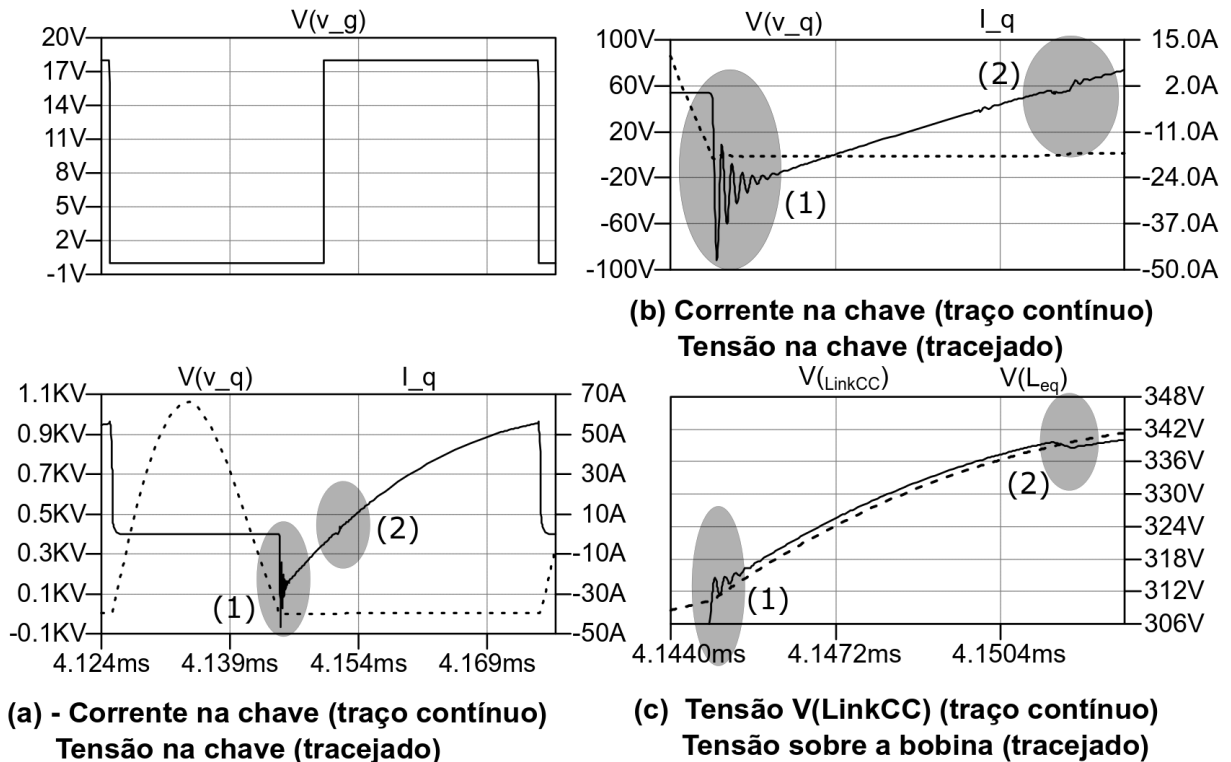 V(v_g)
20V
17V
14V
11V
8V
5V
2V
-1V
V(v_q) I_q
100V
60V
20V
-20V
-60V
-100V
15.0A
2.0A
-11.0A
-24.0A
-37.0A
-50.0A
(1)
(2)
(b) Corrente na chave (traço contínuo)
Tensão na chave (tracejado)
V(v_q) I_q
1.1KV
0.9KV
0.7KV
0.5KV
0.3KV
0.1KV
-0.1KV
70A
50A
30A
10A
-10A
-30A
-50A
(1)
(2)
4.124ms 4.139ms 4.154ms 4.169ms
(a) - Corrente na chave (traço contínuo)
Tensão na chave (tracejado)
V(LinkCC) V(Leq)
348V
342V
336V
330V
324V
318V
312V
306V
(1)
(2)
4.1440ms 4.1472ms 4.1504ms
(c) Tensão V(LinkCC) (traço contínuo)
Tensão sobre a bobina (tracejado)